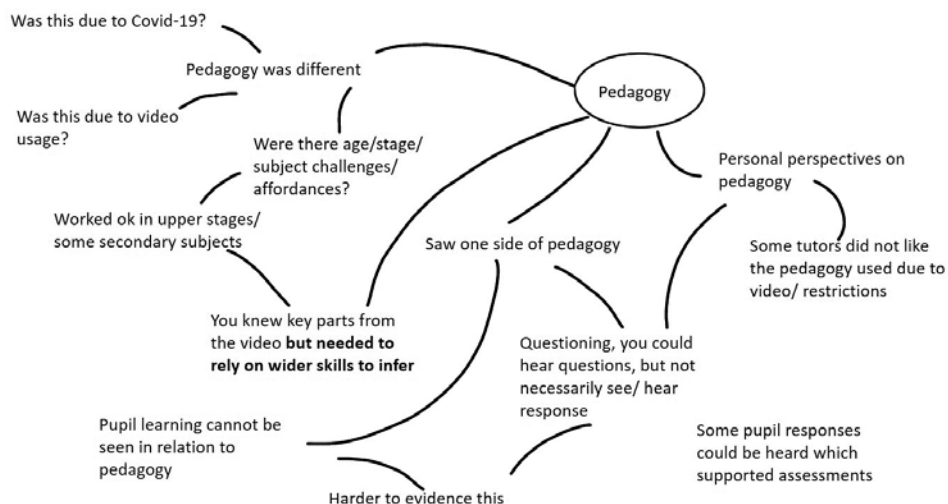 Was this due to Covid-19?
Pedagogy was different
Was this due to video
usage?
Were there age/stage/
subject challenges/
affordances?
Worked ok in upper stages/
some secondary subjects
You knew key parts from
the video but needed to
rely on wider skills to infer
Pedagogy
Saw one side of pedagogy
Personal perspectives on
pedagogy
Some tutors did not like
the pedagogy used due to
video/ restrictions
Questioning, you could
hear questions, but not
necessarily see/ hear
response
Pupil learning cannot be
seen in relation to
pedagogy
Harder to evidence this
Some pupil responses
could be heard which
supported assessments